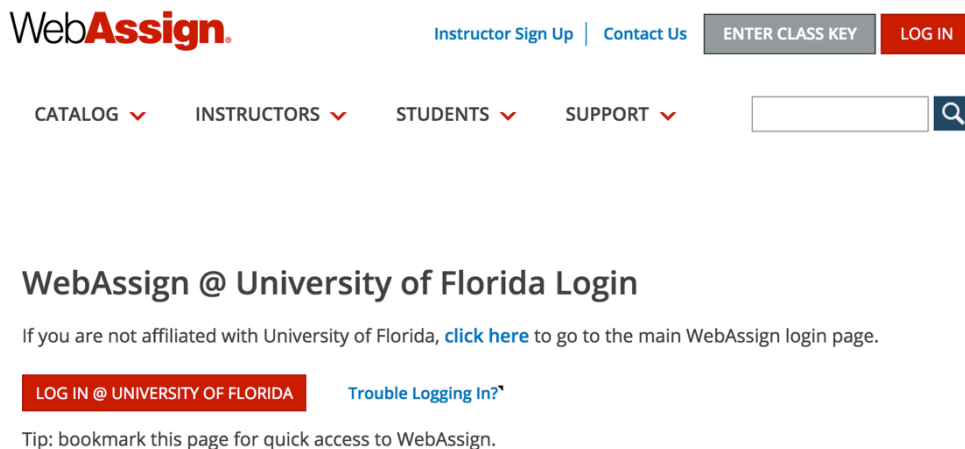 WebAssign®
Instructor Sign Up | Contact Us ENTER CLASS KEY LOG IN
CATALOG INSTRUCTORS STUDENTS SUPPORT
WebAssign @ University of Florida Login
If you are not affiliated with University of Florida, click here to go to the main WebAssign login page.
LOG IN @ UNIVERSITY OF FLORIDA Trouble Logging In?
Tip: bookmark this page for quick access to WebAssign.